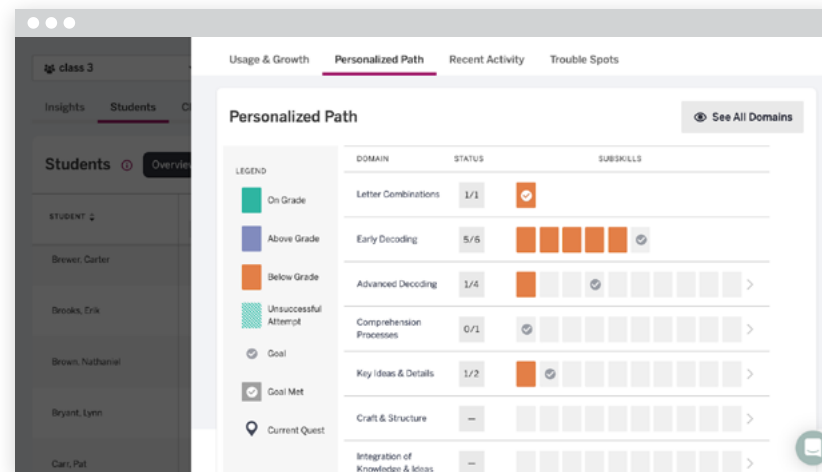 class 3
Insights Students
Students Overview
STUDENT
Brewer, Carter
Brooks, Erik
Brown, Nathaniel
Bryant, Lynn
Carr, Pat
Usage & Growth Personalized Path Recent Activity Trouble Spots
Personalized Path
See All Domains
LEGEND
On Grade
Above Grade
Below Grade
Unsuccessful
Attempt
Goal
Goal Met
Current Quest
DOMAIN STATUS SUBSKILLS
Letter Combinations 1/1
Early Decoding 5/6
Advanced Decoding 1/4
Comprehension
Processes 0/1
Key Ideas & Details 1/2
Craft & Structure –
Integration of
Knowledge & Ideas –